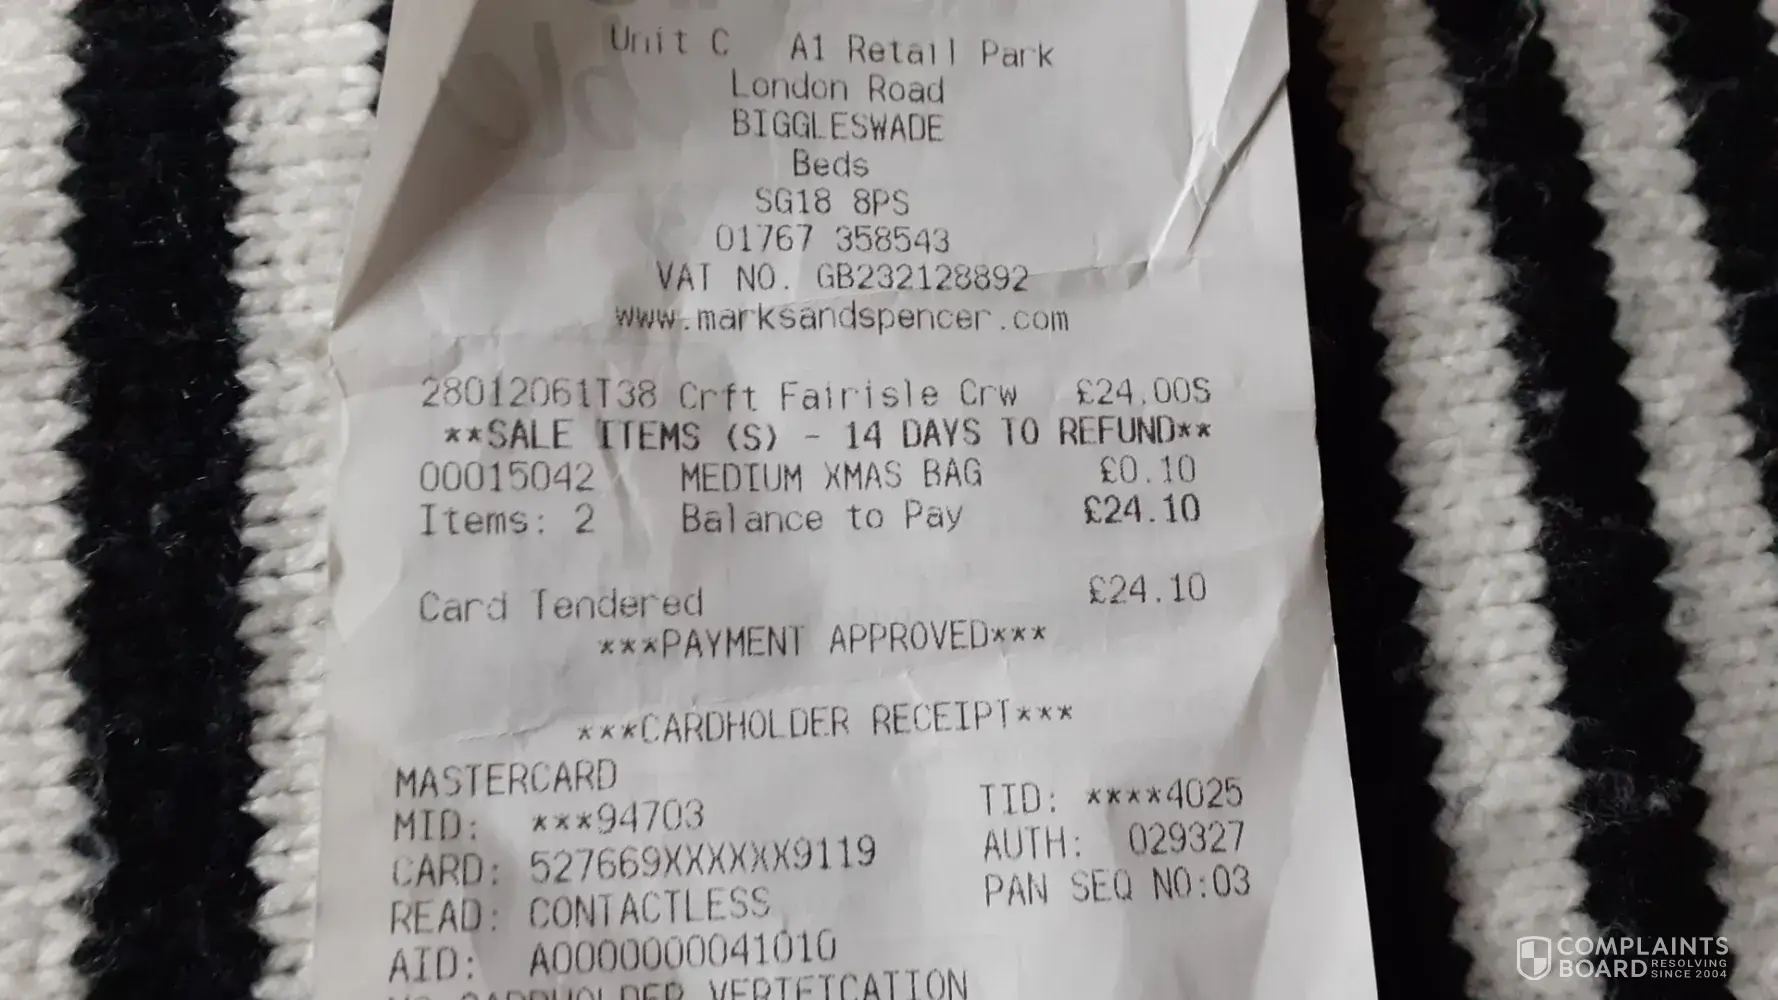 Unit C A1 Retail Park
London Road
BIGGLESWADE
Beds
SG18 8PS
01767 358543
VAT NO. GB232128892
www.marksandspencer.com
28012061T38 Crft Fairisle Crw £24.00S
**SALE ITEMS (S) - 14 DAYS TO REFUND**
00015042 MEDIUM XMAS BAG £0.10
Items: 2 Balance to Pay £24.10
Card Tendered £24.10
***PAYMENT APPROVED***
***CARDHOLDER RECEIPT***
MASTERCARD
MID: ***94703 TID: ****4025
CARD: 527669XXXXXX9119 AUTH: 029327
READ: CONTACTLESS PAN SEQ NO:03
AID: A0000000041010
NO CARDHOLDER VERIFICATION
COMPLAINTS
BOARD RESOLVING
SINCE 2004